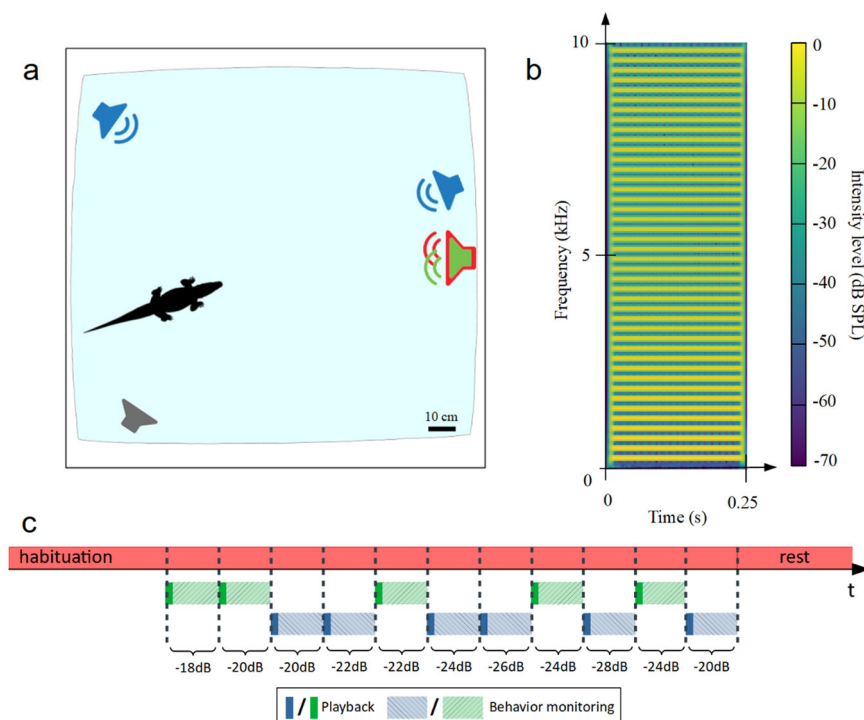 a
10 cm
b
10
5
0
Frequency (kHz)
0
0.25
Time (s)
0
-10
-20
-30
-40
-50
-60
-70
Intensity level (dB SPL)
c
habituation
rest
t
-18dB -20dB -20dB -22dB -22dB -24dB -26dB -24dB -28dB -24dB -20dB
/ Playback / Behavior monitoring